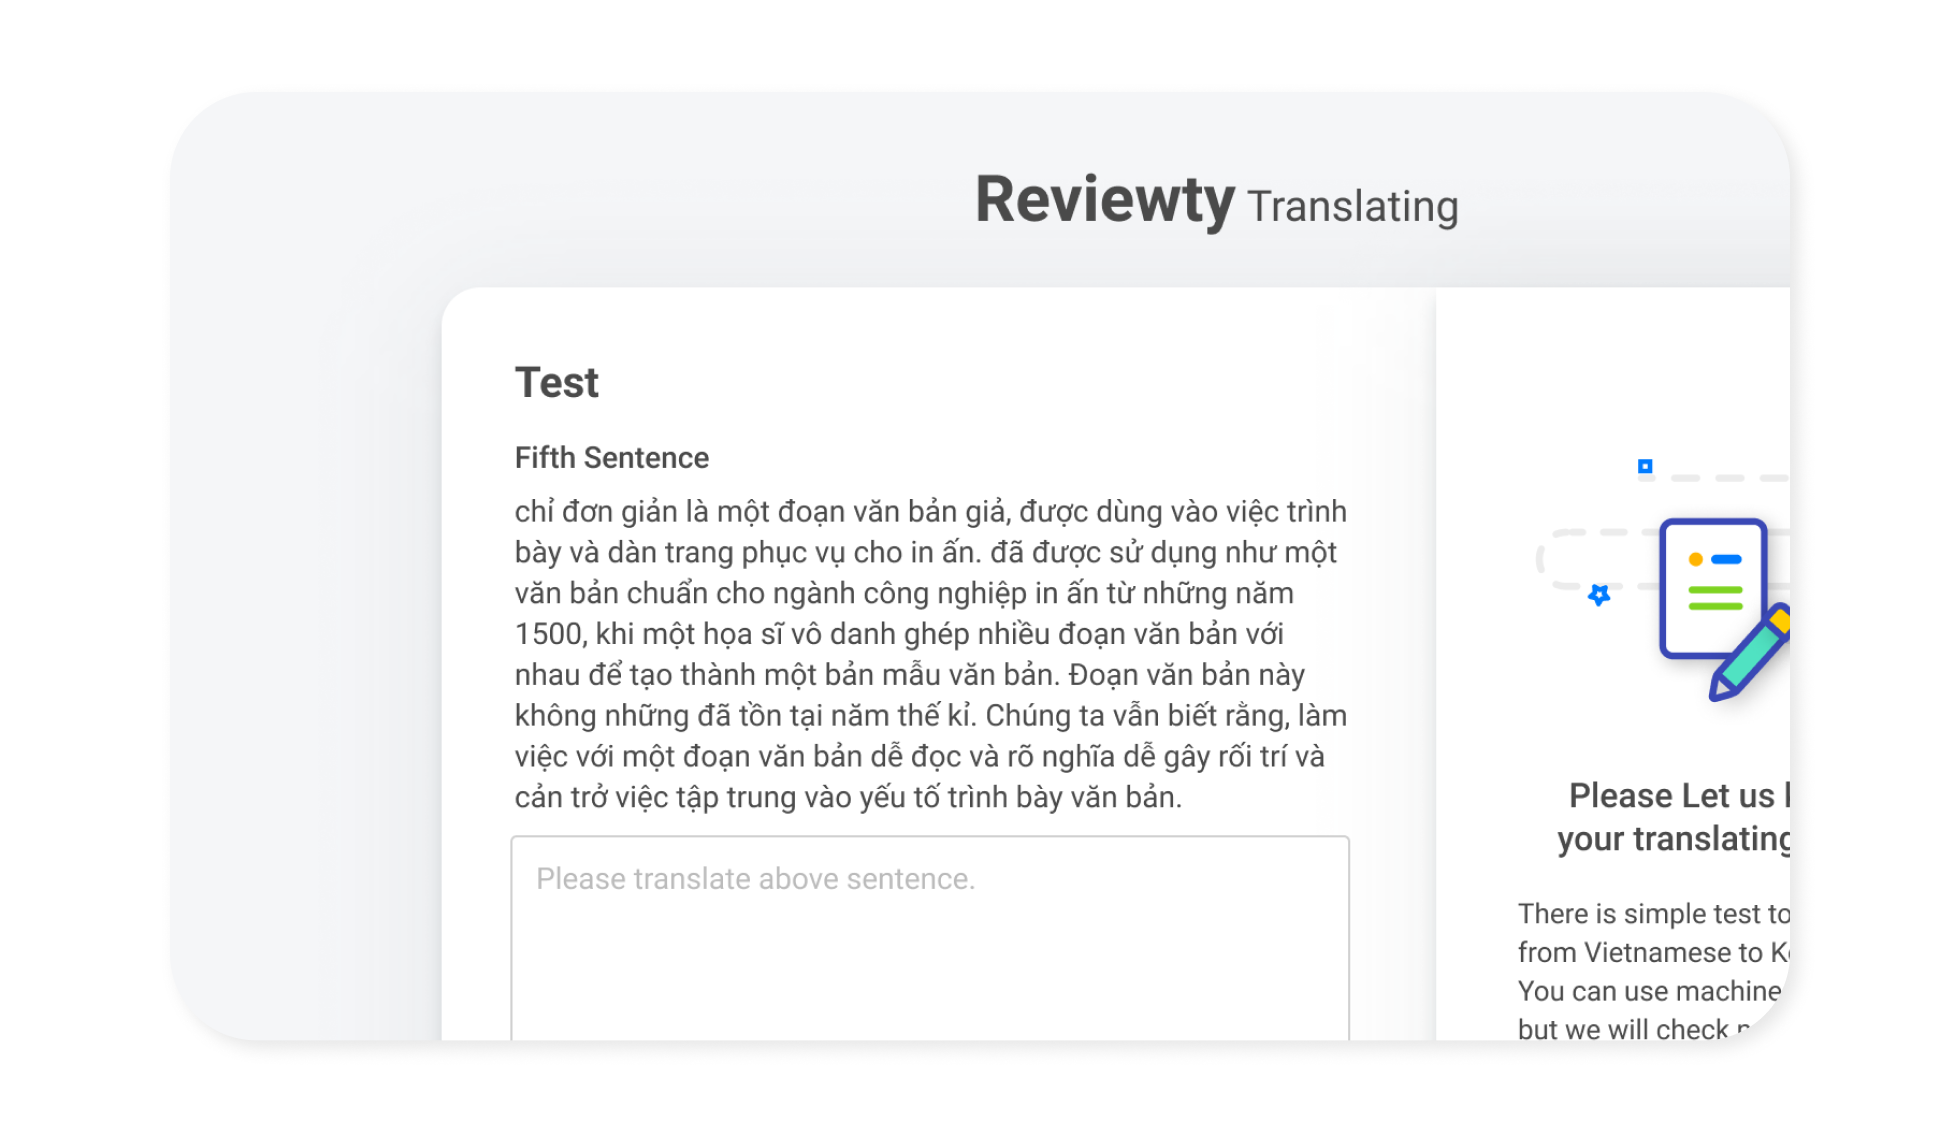 Reviewty Translating
Test
Fifth Sentence
chỉ đơn giản là một đoạn văn bản giả, được dùng vào việc trình
bày và dàn trang phục vụ cho in ấn. đã được sử dụng như một
văn bản chuẩn cho ngành công nghiệp in ấn từ những năm
1500, khi một họa sĩ vô danh ghép nhiều đoạn văn bản với
nhau để tạo thành một bản mẫu văn bản. Đoạn văn bản này
không những đã tồn tại năm thế kỉ. Chúng ta vẫn biết rằng, làm
việc với một đoạn văn bản dễ đọc và rõ nghĩa dễ gây rối trí và
cản trở việc tập trung vào yếu tố trình bày văn bản.
Please translate above sentence.
Please Let us
your translating
There is simple test to
from Vietnamese to
You can use machine
but we will check